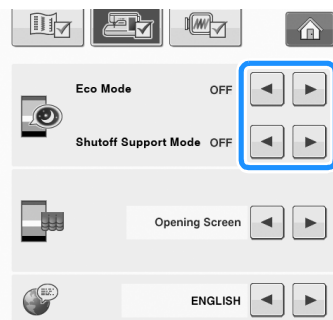 Eco Mode OFF
Shutoff Support Mode OFF
Opening Screen
ENGLISH